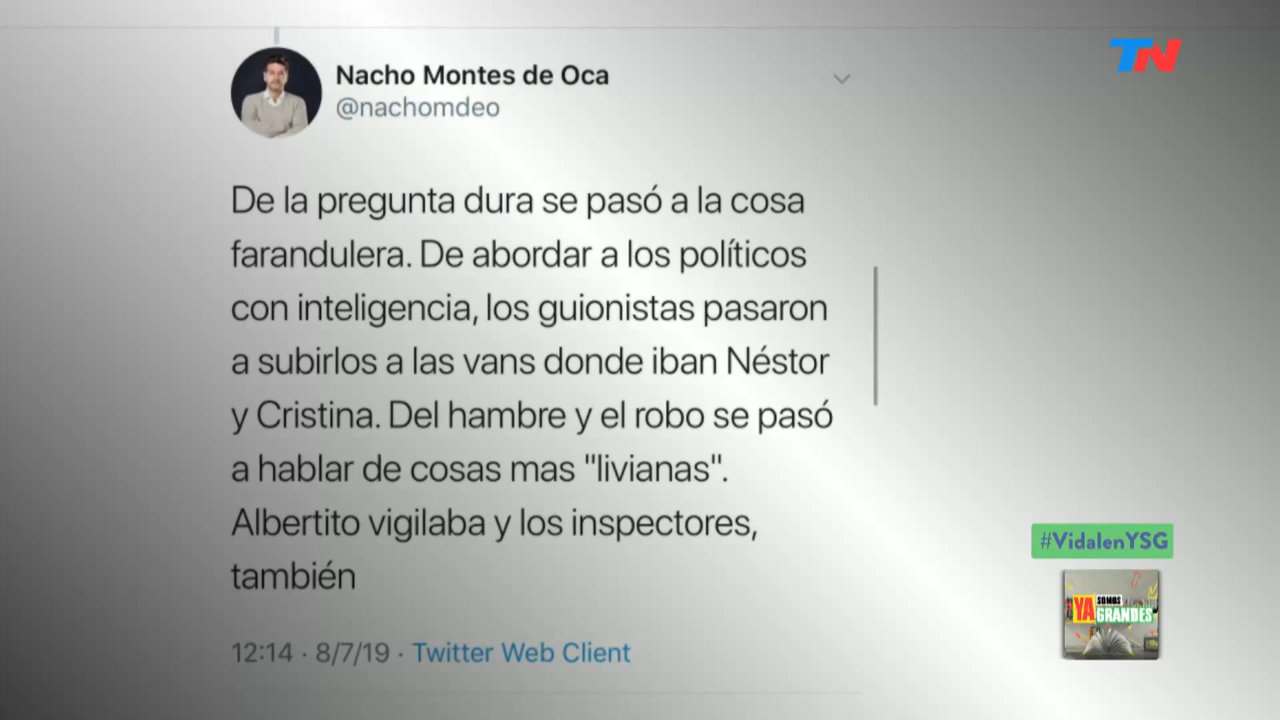 TN
Nacho Montes de Oca
@nachomdeo
De la pregunta dura se pasó a la cosa
farandulera. De abordar a los políticos
con inteligencia, los guionistas pasaron
a subirlos a las vans donde iban Néstor
y Cristina. Del hambre y el robo se pasó
a hablar de cosas mas "livianas".
Albertito vigilaba y los inspectores,
también
12:14 · 8/7/19 · Twitter Web Client
#VidalenYSG
YA SOMOS
GRANDES